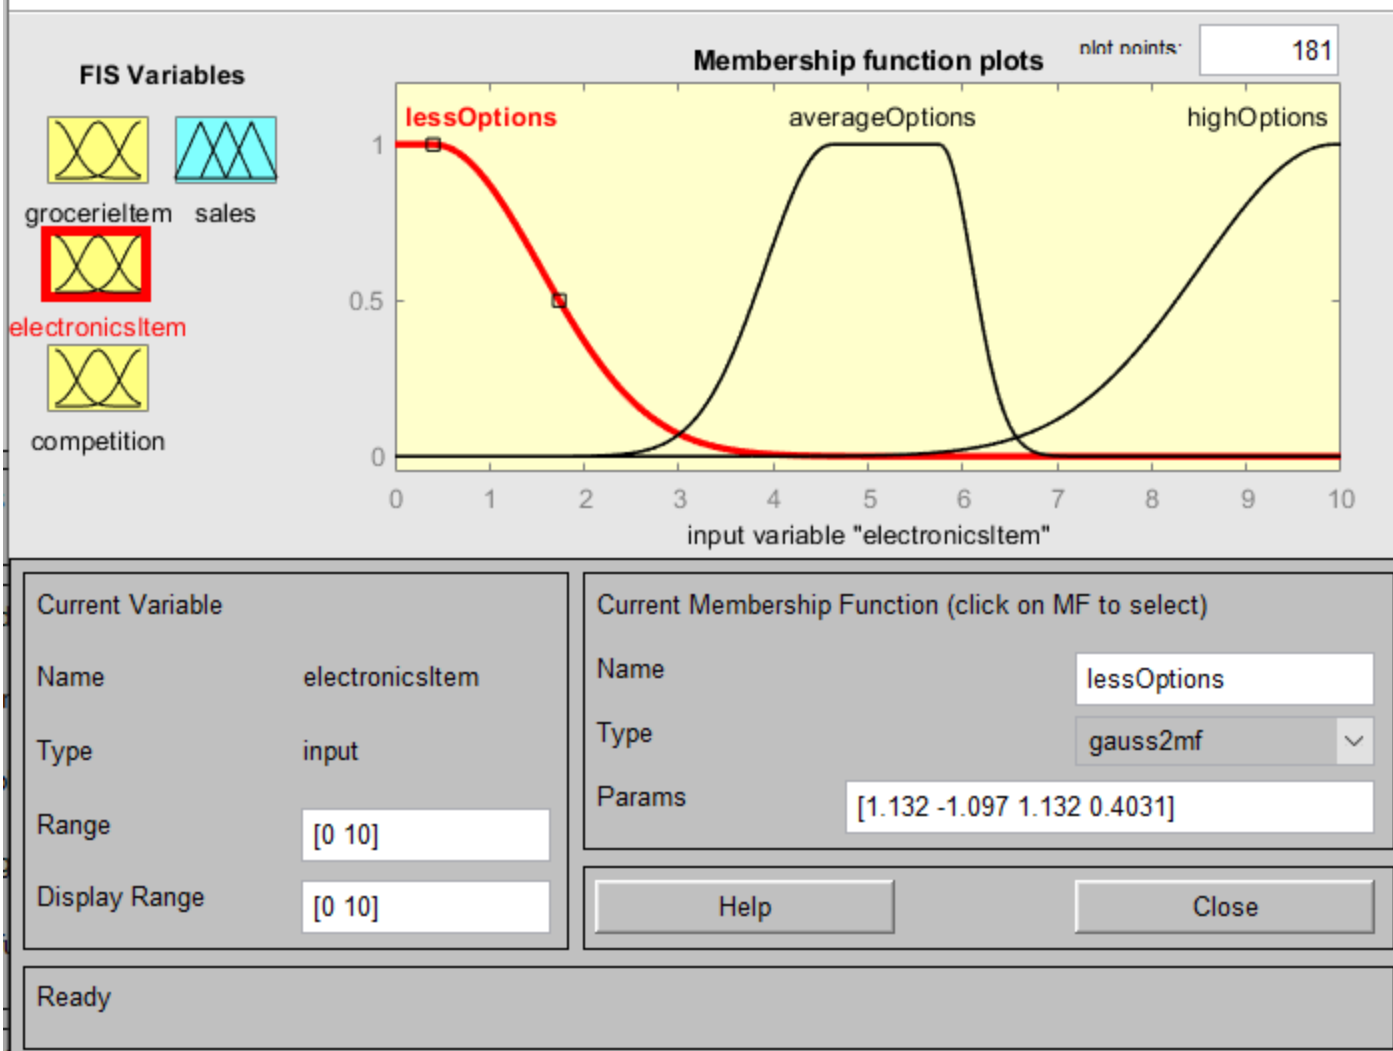 FIS Variables
Membership function plots
plot points:
181
grocerieItem
sales
electronicsItem
competition
lessOptions
averageOptions
highOptions
1
0.5
0
0 1 2 3 4 5 6 7 8 9 10
input variable "electronicsItem"
Current Variable
Name electronicsItem
Type input
Range [0 10]
Display Range [0 10]
Current Membership Function (click on MF to select)
Name lessOptions
Type gauss2mf
Params [1.132 -1.097 1.132 0.4031]
Help
Close
Ready